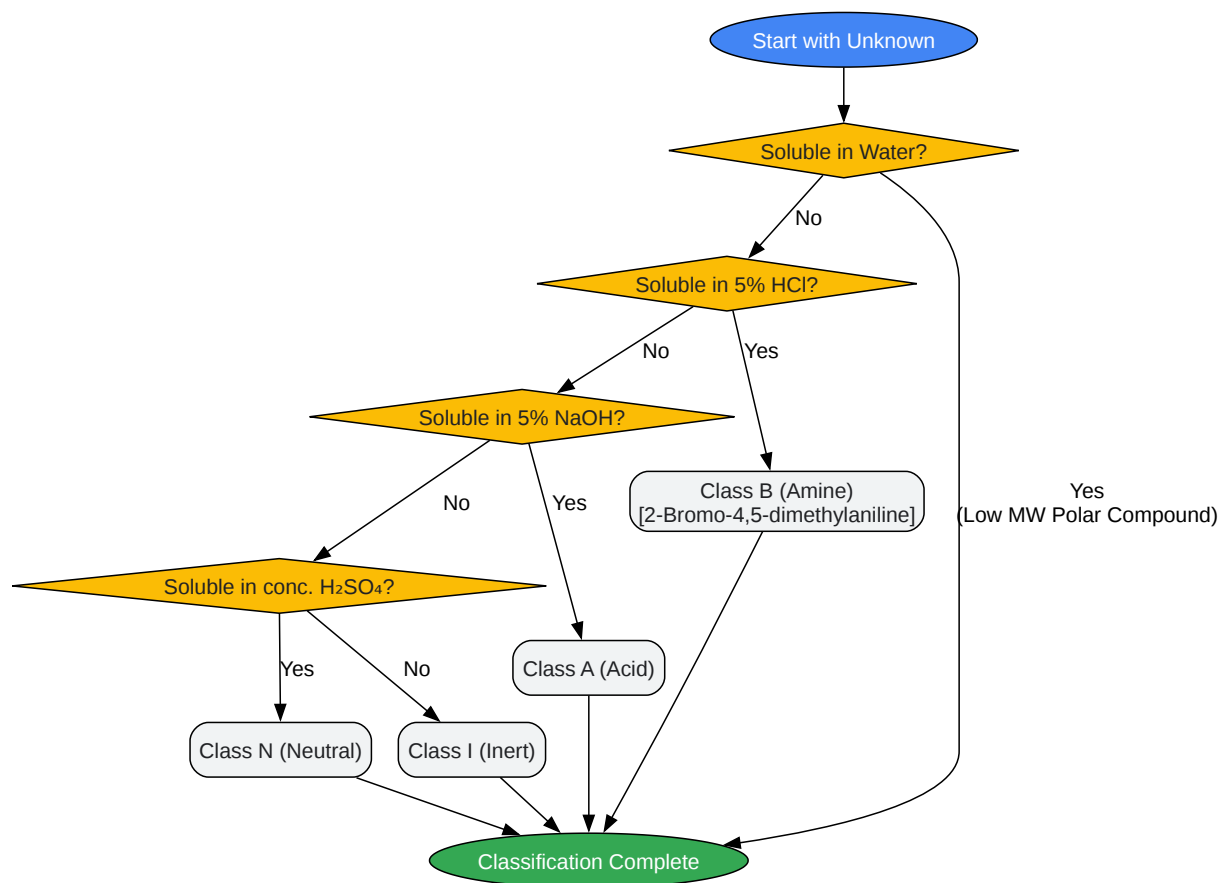 Start with Unknown
Soluble in Water?
No
Soluble in 5% HCl?
No
Yes
Soluble in 5% NaOH?
Class B (Amine)
[2-Bromo-4,5-dimethylaniline]
Yes
(Low MW Polar Compound)
No
Yes
Soluble in conc. H₂SO₄?
Yes
No
Class A (Acid)
Class N (Neutral)
Class I (Inert)
Classification Complete